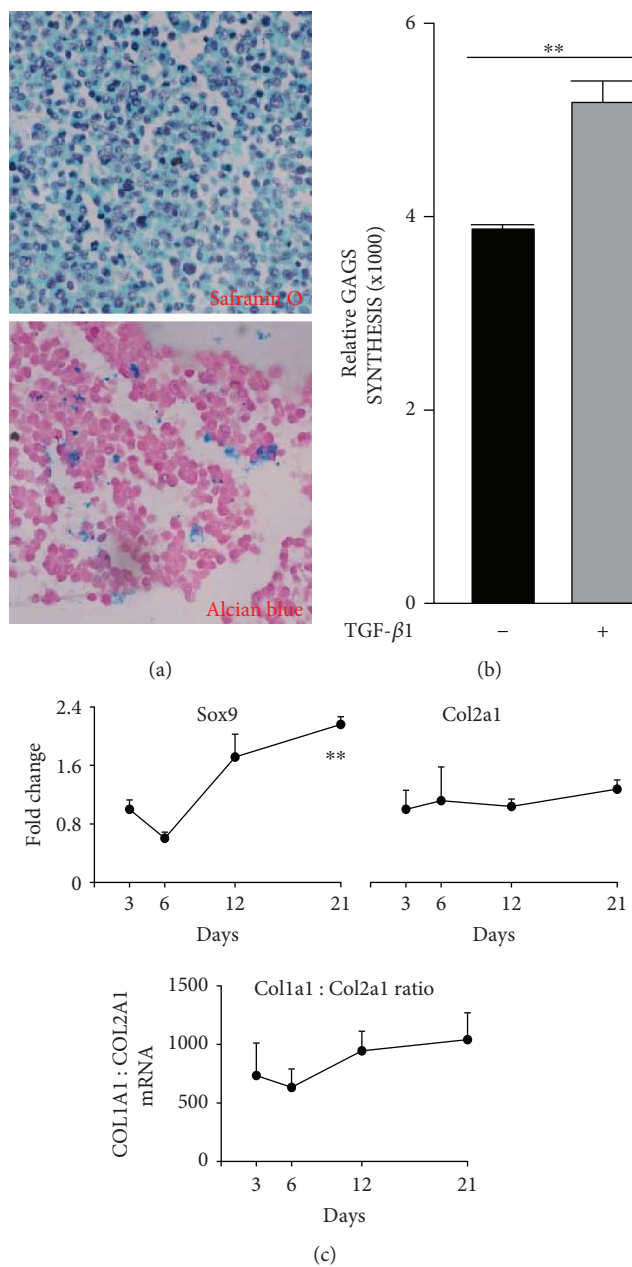 Safranin O
Alcian blue
(a)
6
4
2
0
Relative GAGS
SYNTHESIS (x1000)
**
TGF-β1 − +
(b)
Sox9
2.4
1.6
0.8
0
Fold change
**
3 6 12 21
Days
Col2a1
3 6 12 21
Days
Col1a1 : Col2a1 ratio
1500
1000
500
0
COL1A1 : COL2A1
mRNA
3 6 12 21
Days
(c)